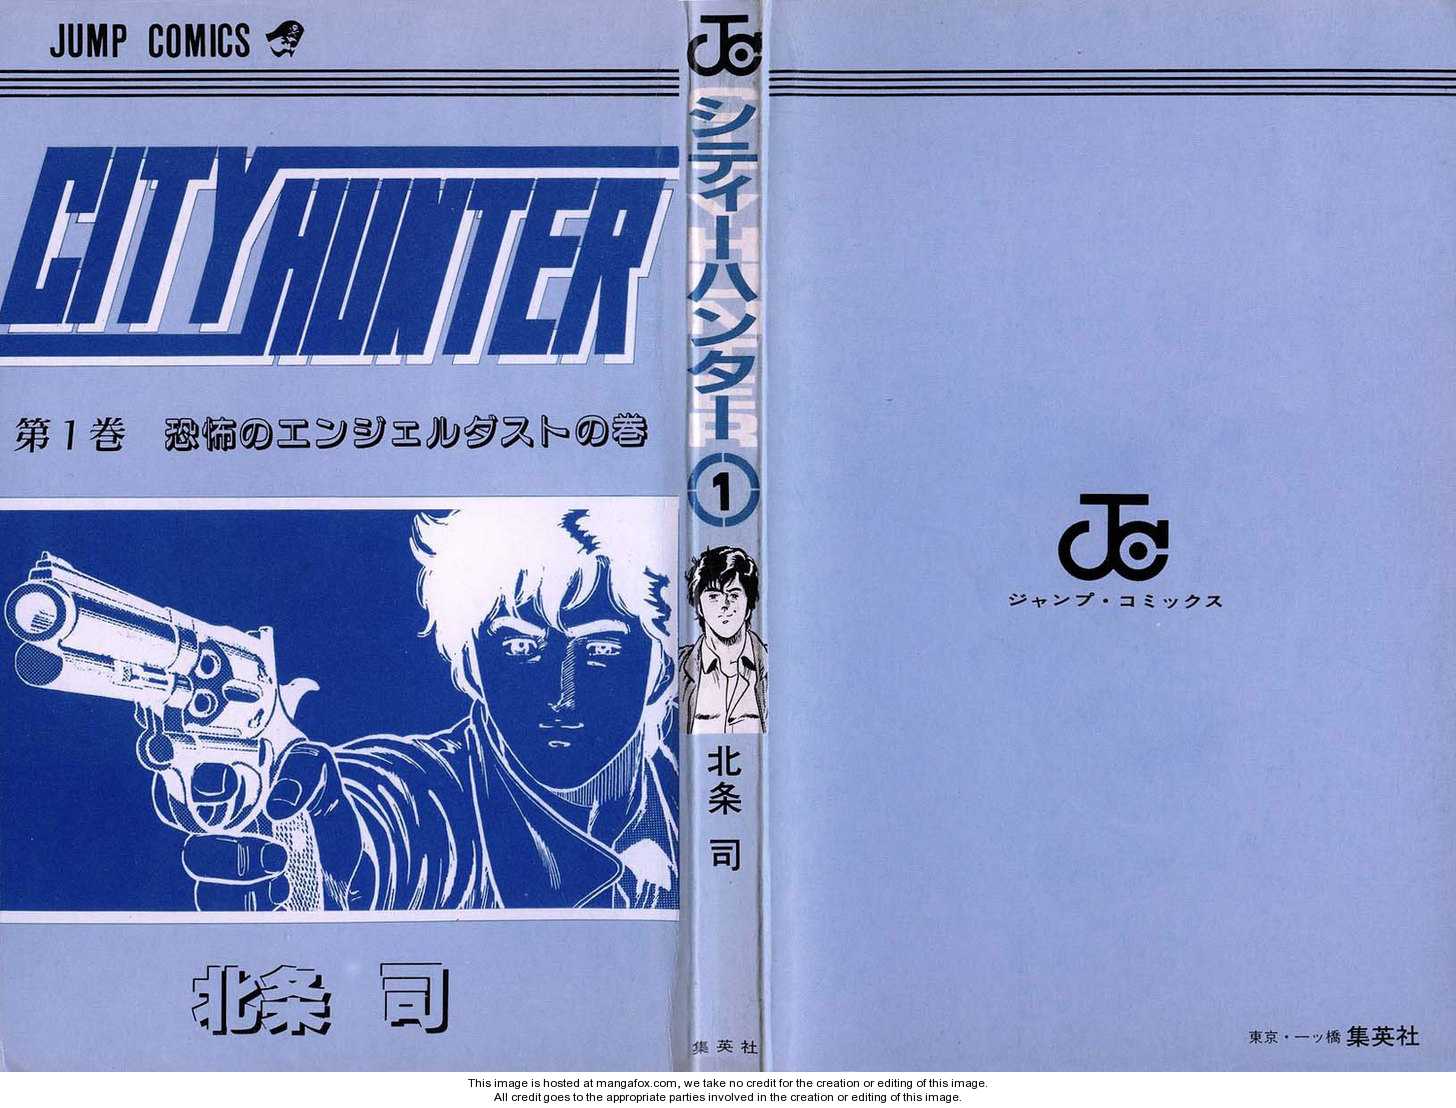 JUMP COMICS
CITY HUNTER
第1巻 恐怖のエンジェルダストの巻
北条 司
JC
CITY HUNTER
シティーハンター
1
北条 司
集英社
JC
ジャンプ・コミックス
東京・一ツ橋 集英社
This image is hosted at mangafox.com, we take no credit for the creation or editing of this image.
All credit goes to the appropriate parties involved in the creation or editing of this image.